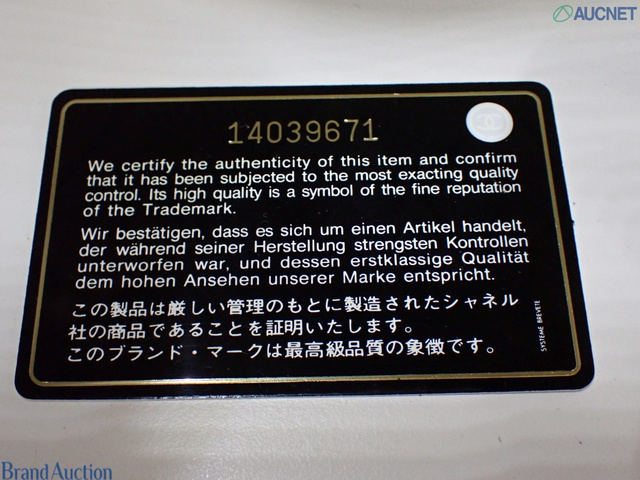 AUCNET
14039671
We certify the authenticity of this item and confirm
that it has been subjected to the most exacting quality
control. Its high quality is a symbol of the fine reputation
of the Trademark.
Wir bestätigen, dass es sich um einen Artikel handelt,
der während seiner Herstellung strengsten Kontrollen
unterworfen war, und dessen erstklassige Qualität
dem hohen Ansehen unserer Marke entspricht.
この製品は厳しい管理のもとに製造されたシャネル
社の商品であることを証明いたします。
このブランド・マークは最高級品質の象徴です。
SYSTEME BREVETE
Brand Auction